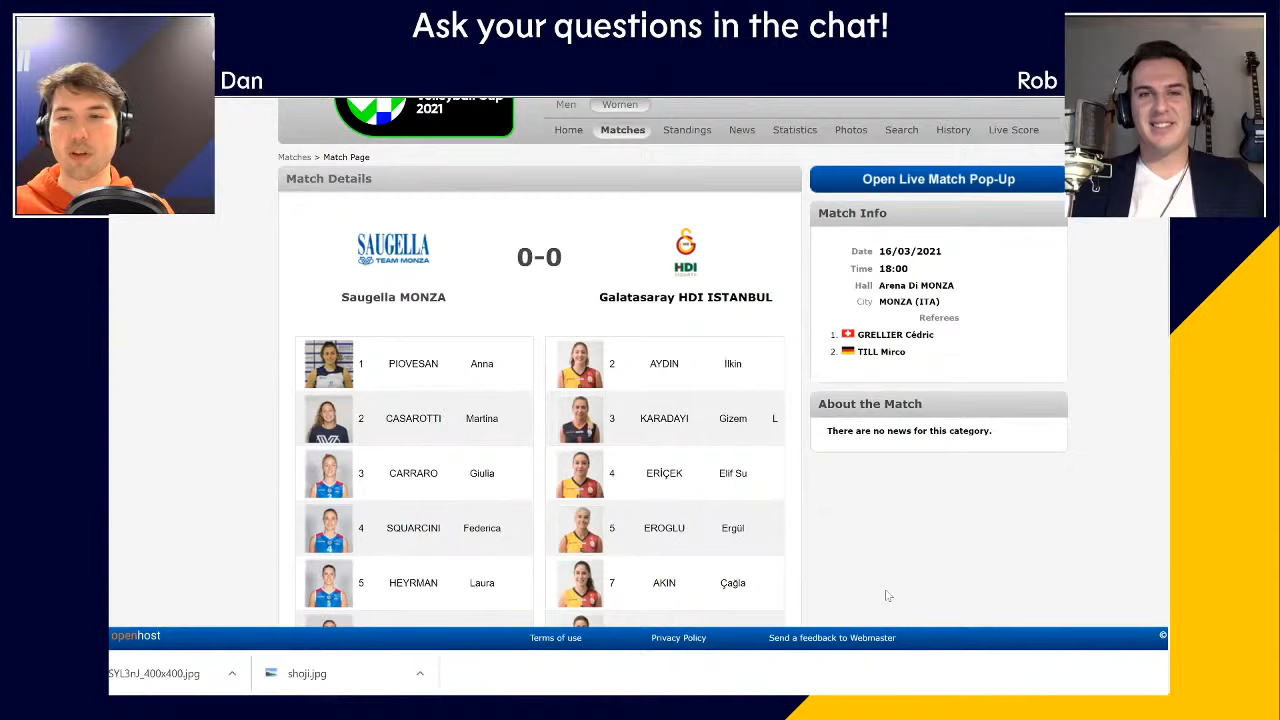 Ask your questions in the chat!
Dan
Rob
Volleyball Cup
2021
Men Women
Home Matches Standings News Statistics Photos Search History Live Score
Matches > Match Page
Match Details
SAUGELLA
TEAM MONZA
0-0
HDI
Saugella MONZA
Galatasaray HDI ISTANBUL
1 PIOVESAN Anna
2 CASAROTTI Martina
3 CARRARO Giulia
4 SQUARCINI Federica
5 HEYRMAN Laura
2 AYDIN İlkin
3 KARADAYI Gizem L
4 ERİÇEK Elif Su
5 EROGLU Ergül
7 AKIN Çağla
Open Live Match Pop-Up
Match Info
Date 16/03/2021
Time 18:00
Hall Arena Di MONZA
City MONZA (ITA)
Referees
1. GRELLIER Cédric
2. TILL Mirco
About the Match
There are no news for this category.
openhost
Terms of use Privacy Policy Send a feedback to Webmaster ©
SYL3nJ_400x400.jpg
shoji.jpg